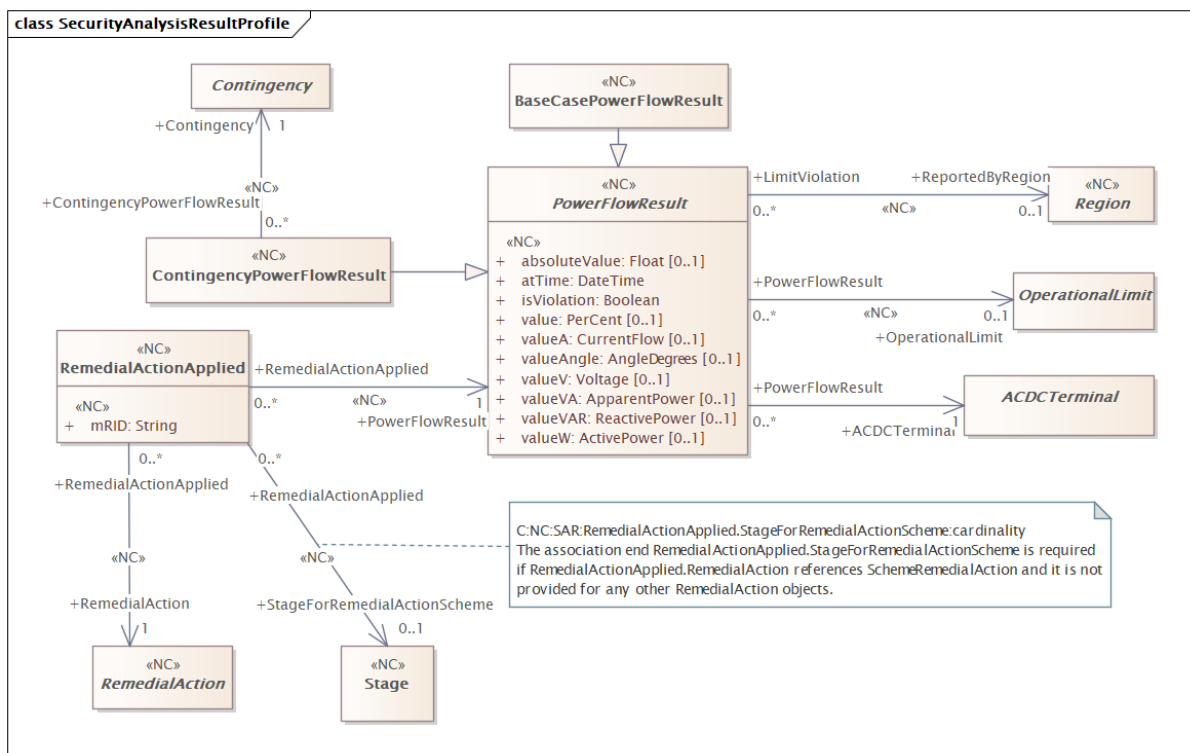 class SecurityAnalysisResultProfile
Contingency
+Contingency
1
«NC»
+ContingencyPowerFlowResult
0..*
«NC»
ContingencyPowerFlowResult
«NC»
BaseCasePowerFlowResult
«NC»
PowerFlowResult
«NC»
+ absoluteValue: Float [0..1]
+ atTime: DateTime
+ isViolation: Boolean
+ value: PerCent [0..1]
+ valueA: CurrentFlow [0..1]
+ valueAngle: AngleDegrees [0..1]
+ valueV: Voltage [0..1]
+ valueVA: ApparentPower [0..1]
+ valueVAR: ReactivePower [0..1]
+ valueW: ActivePower [0..1]
+LimitViolation
+ReportedByRegion
0..*
«NC»
0..1
«NC»
Region
+PowerFlowResult
0..*
«NC»
0..1
+OperationalLimit
OperationalLimit
+PowerFlowResult
0..*
«NC»
1
+ACDCTerminal
ACDCTerminal
«NC»
RemedialActionApplied
«NC»
+ mRID: String
+RemedialActionApplied
0..*
«NC»
1
+PowerFlowResult
0..*
+RemedialActionApplied
«NC»
+RemedialAction
1
«NC»
RemedialAction
0..*
+RemedialActionApplied
«NC»
+StageForRemedialActionScheme
0..1
«NC»
Stage
C:NC:SAR:RemedialActionApplied.StageForRemedialActionScheme:cardinality
The association end RemedialActionApplied.StageForRemedialActionScheme is required
if RemedialActionApplied.RemedialAction references SchemeRemedialAction and it is not
provided for any other RemedialAction objects.